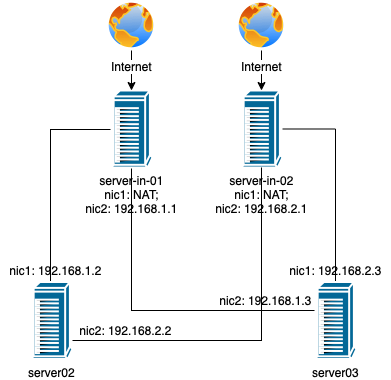 Internet
Internet
server-in-01
nic1: NAT;
nic2: 192.168.1.1
server-in-02
nic1: NAT;
nic2: 192.168.2.1
nic1: 192.168.1.2
nic1: 192.168.2.3
nic2: 192.168.1.3
nic2: 192.168.2.2
server02
server03